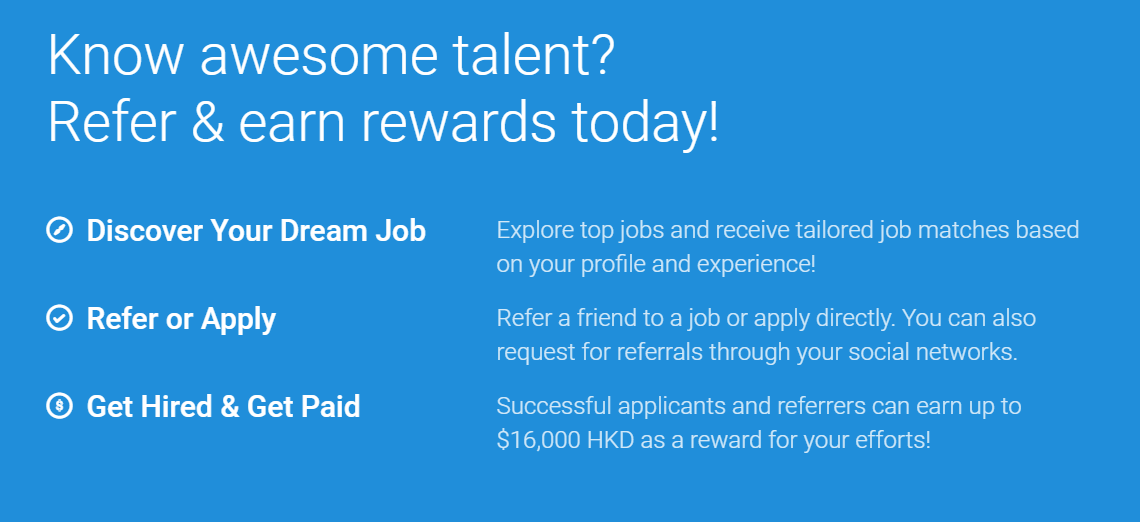 Know awesome talent?
Refer & earn rewards today!
Discover Your Dream Job
Explore top jobs and receive tailored job matches based
on your profile and experience!
Refer or Apply
Refer a friend to a job or apply directly. You can also
request for referrals through your social networks.
Get Hired & Get Paid
Successful applicants and referrers can earn up to
$16,000 HKD as a reward for your efforts!